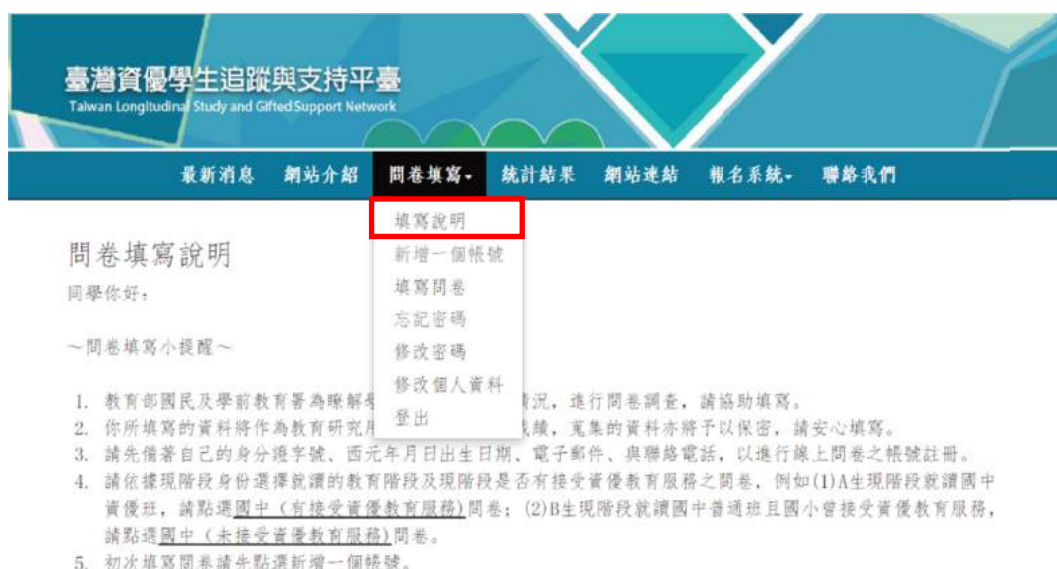 臺灣資優學生追蹤與支持平臺
Taiwan Longitudinal Study and Gifted Support Network
最新消息 網站介紹 問卷填寫 統計結果 網站連結 報名系統 聯絡我們
填寫說明
新增一個帳號
填寫問卷
忘記密碼
修改密碼
修改個人資料
登出
問卷填寫說明
同學你好：
～問卷填寫小提醒～
1. 教育部國民及學前教育署為瞭解 情況，進行問卷調查，請協助填寫。
2. 你所填寫的資料將作為教育研究 成績，蒐集的資料亦將予以保密，請安心填寫。
3. 請先備著自己的身分證字號、西元年月日出生日期、電子郵件、與聯絡電話，以進行線上問卷之帳號註冊。
4. 請依據現階段身份選擇就讀的教育階段及現階段是否有接受資優教育服務之問卷，例如(1)A生現階段就讀國中
資優班，請點選國中（有接受資優教育服務)問卷；(2)B生現階段就讀國中普通班且國小曾接受資優教育服務，
請點選國中（未接受資優教育服務)問卷。
5. 初次填寫問卷請先點選新增一個帳號。